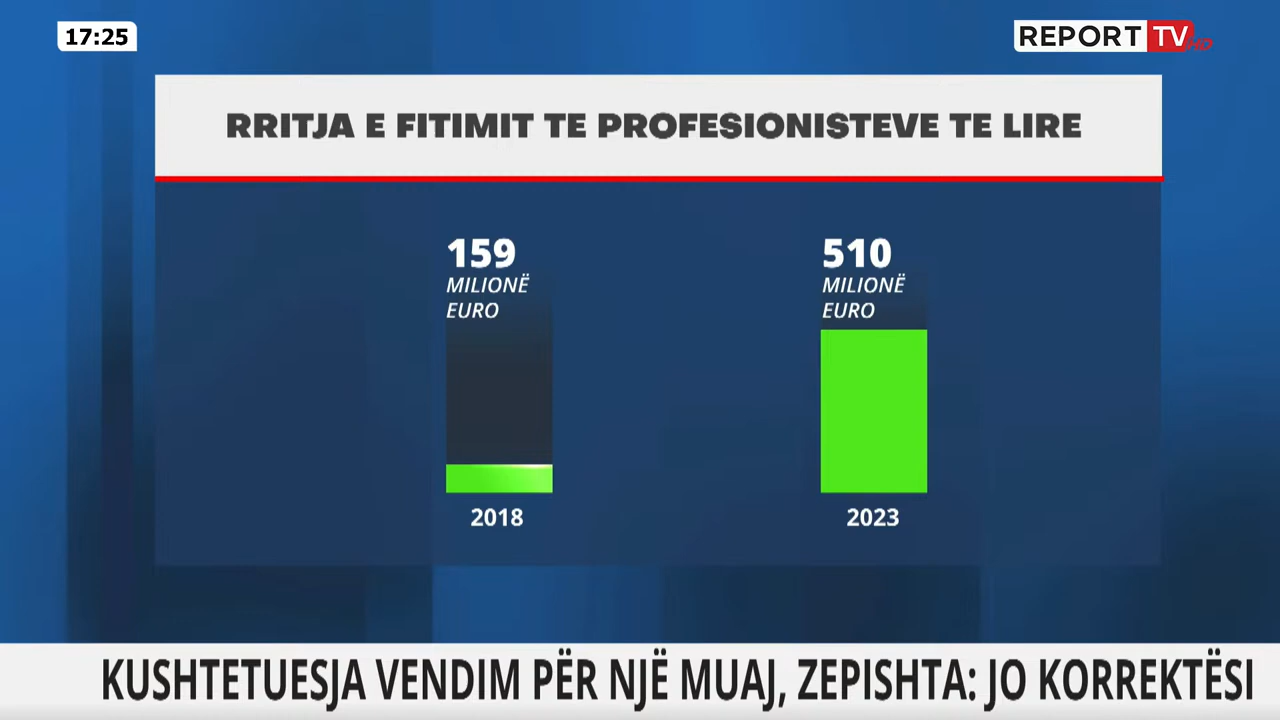 17:25
REPORT TV HD
RRITJA E FITIMIT TE PROFESIONISTEVE TE LIRE
159
MILIONË
EURO
510
MILIONË
EURO
2018
2023
KUSHTETUESJA VENDIM PËR NJË MUAJ, ZEPISHTA: JO KORREKTËSI